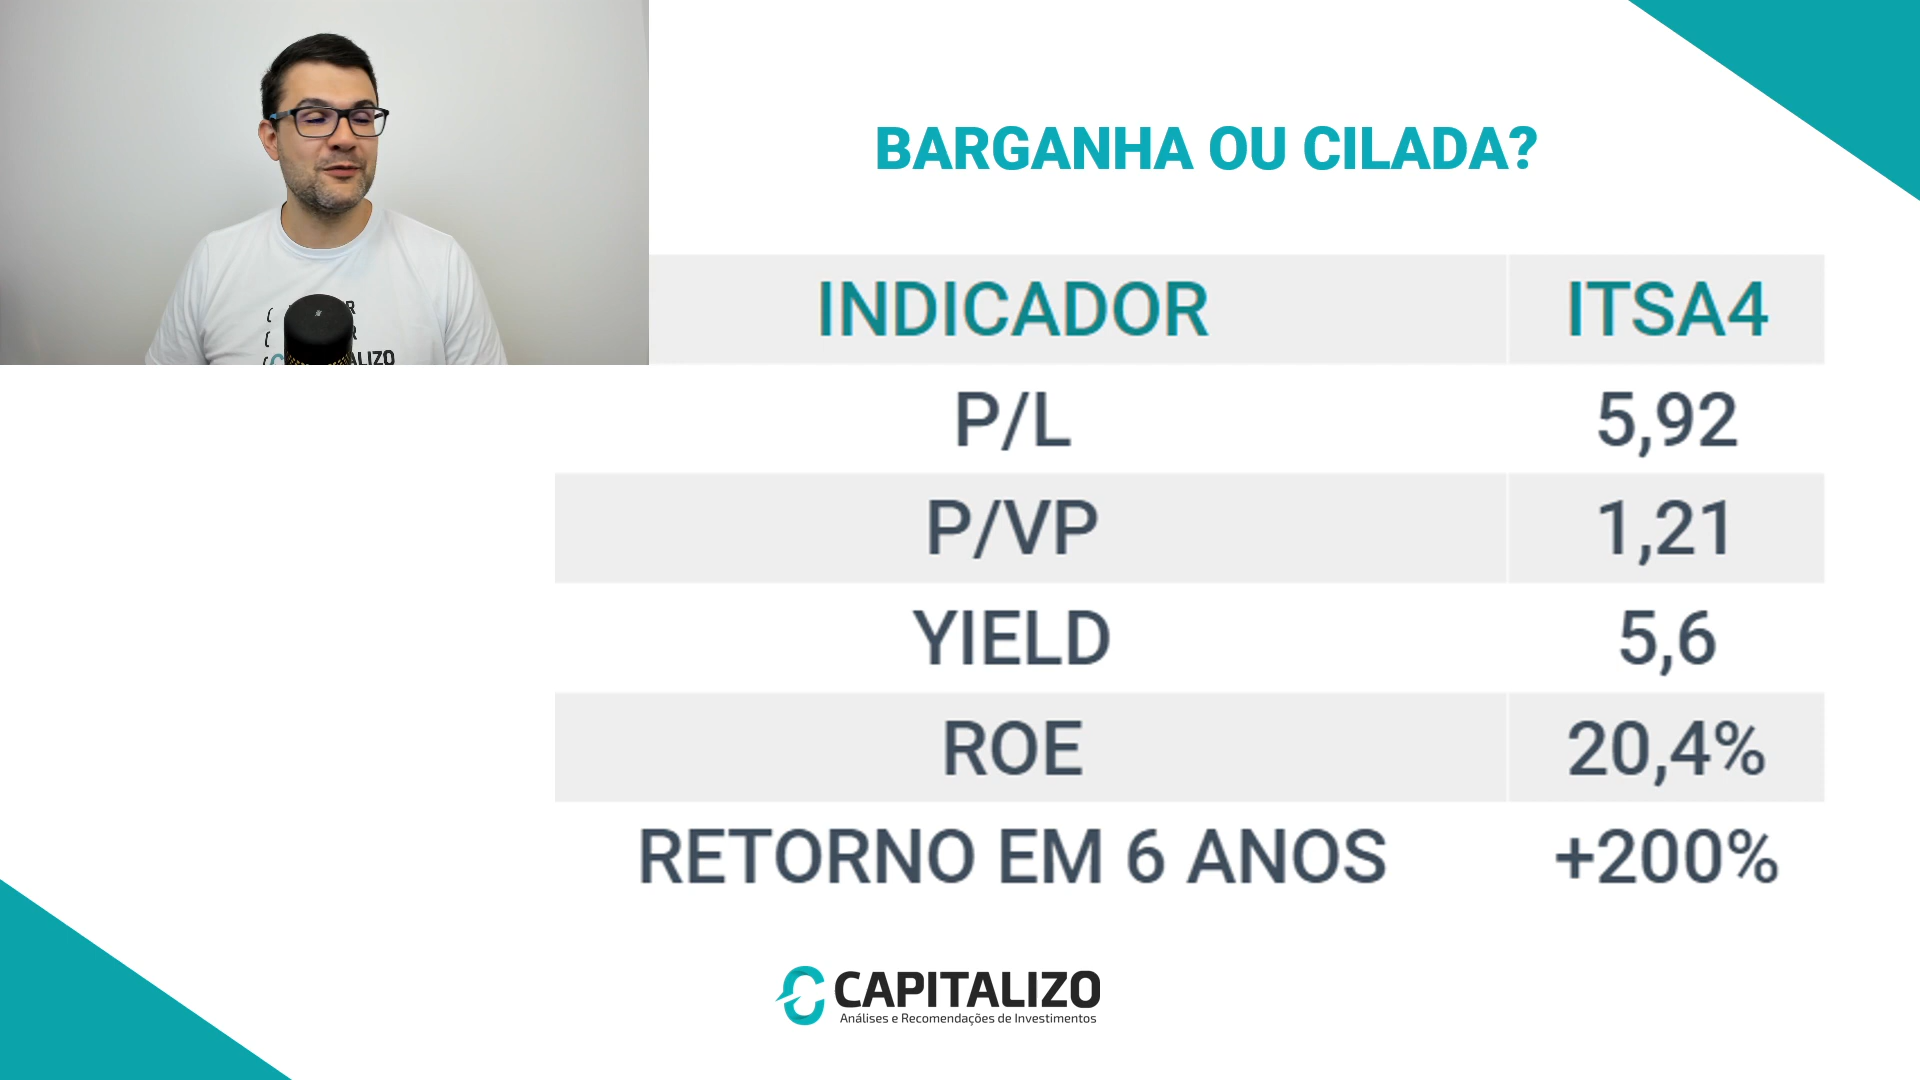 BARGANHA OU CILADA?
INDICADOR ITSA4
P/L 5,92
P/VP 1,21
YIELD 5,6
ROE 20,4%
RETORNO EM 6 ANOS +200%
CAPITALIZO
Análises e Recomendações de Investimentos